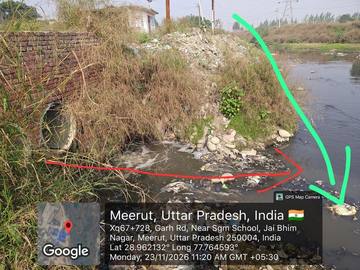 GPS Map Camera
Meerut, Uttar Pradesh, India 🇮🇳
Xq67+728, Garh Rd, Near Sgm School, Jai Bhim
Nagar, Meerut, Uttar Pradesh 250004, India
Lat 28.962132° Long 77.764593°
Monday, 23/11/2026 11:20 AM GMT +05:30
Google